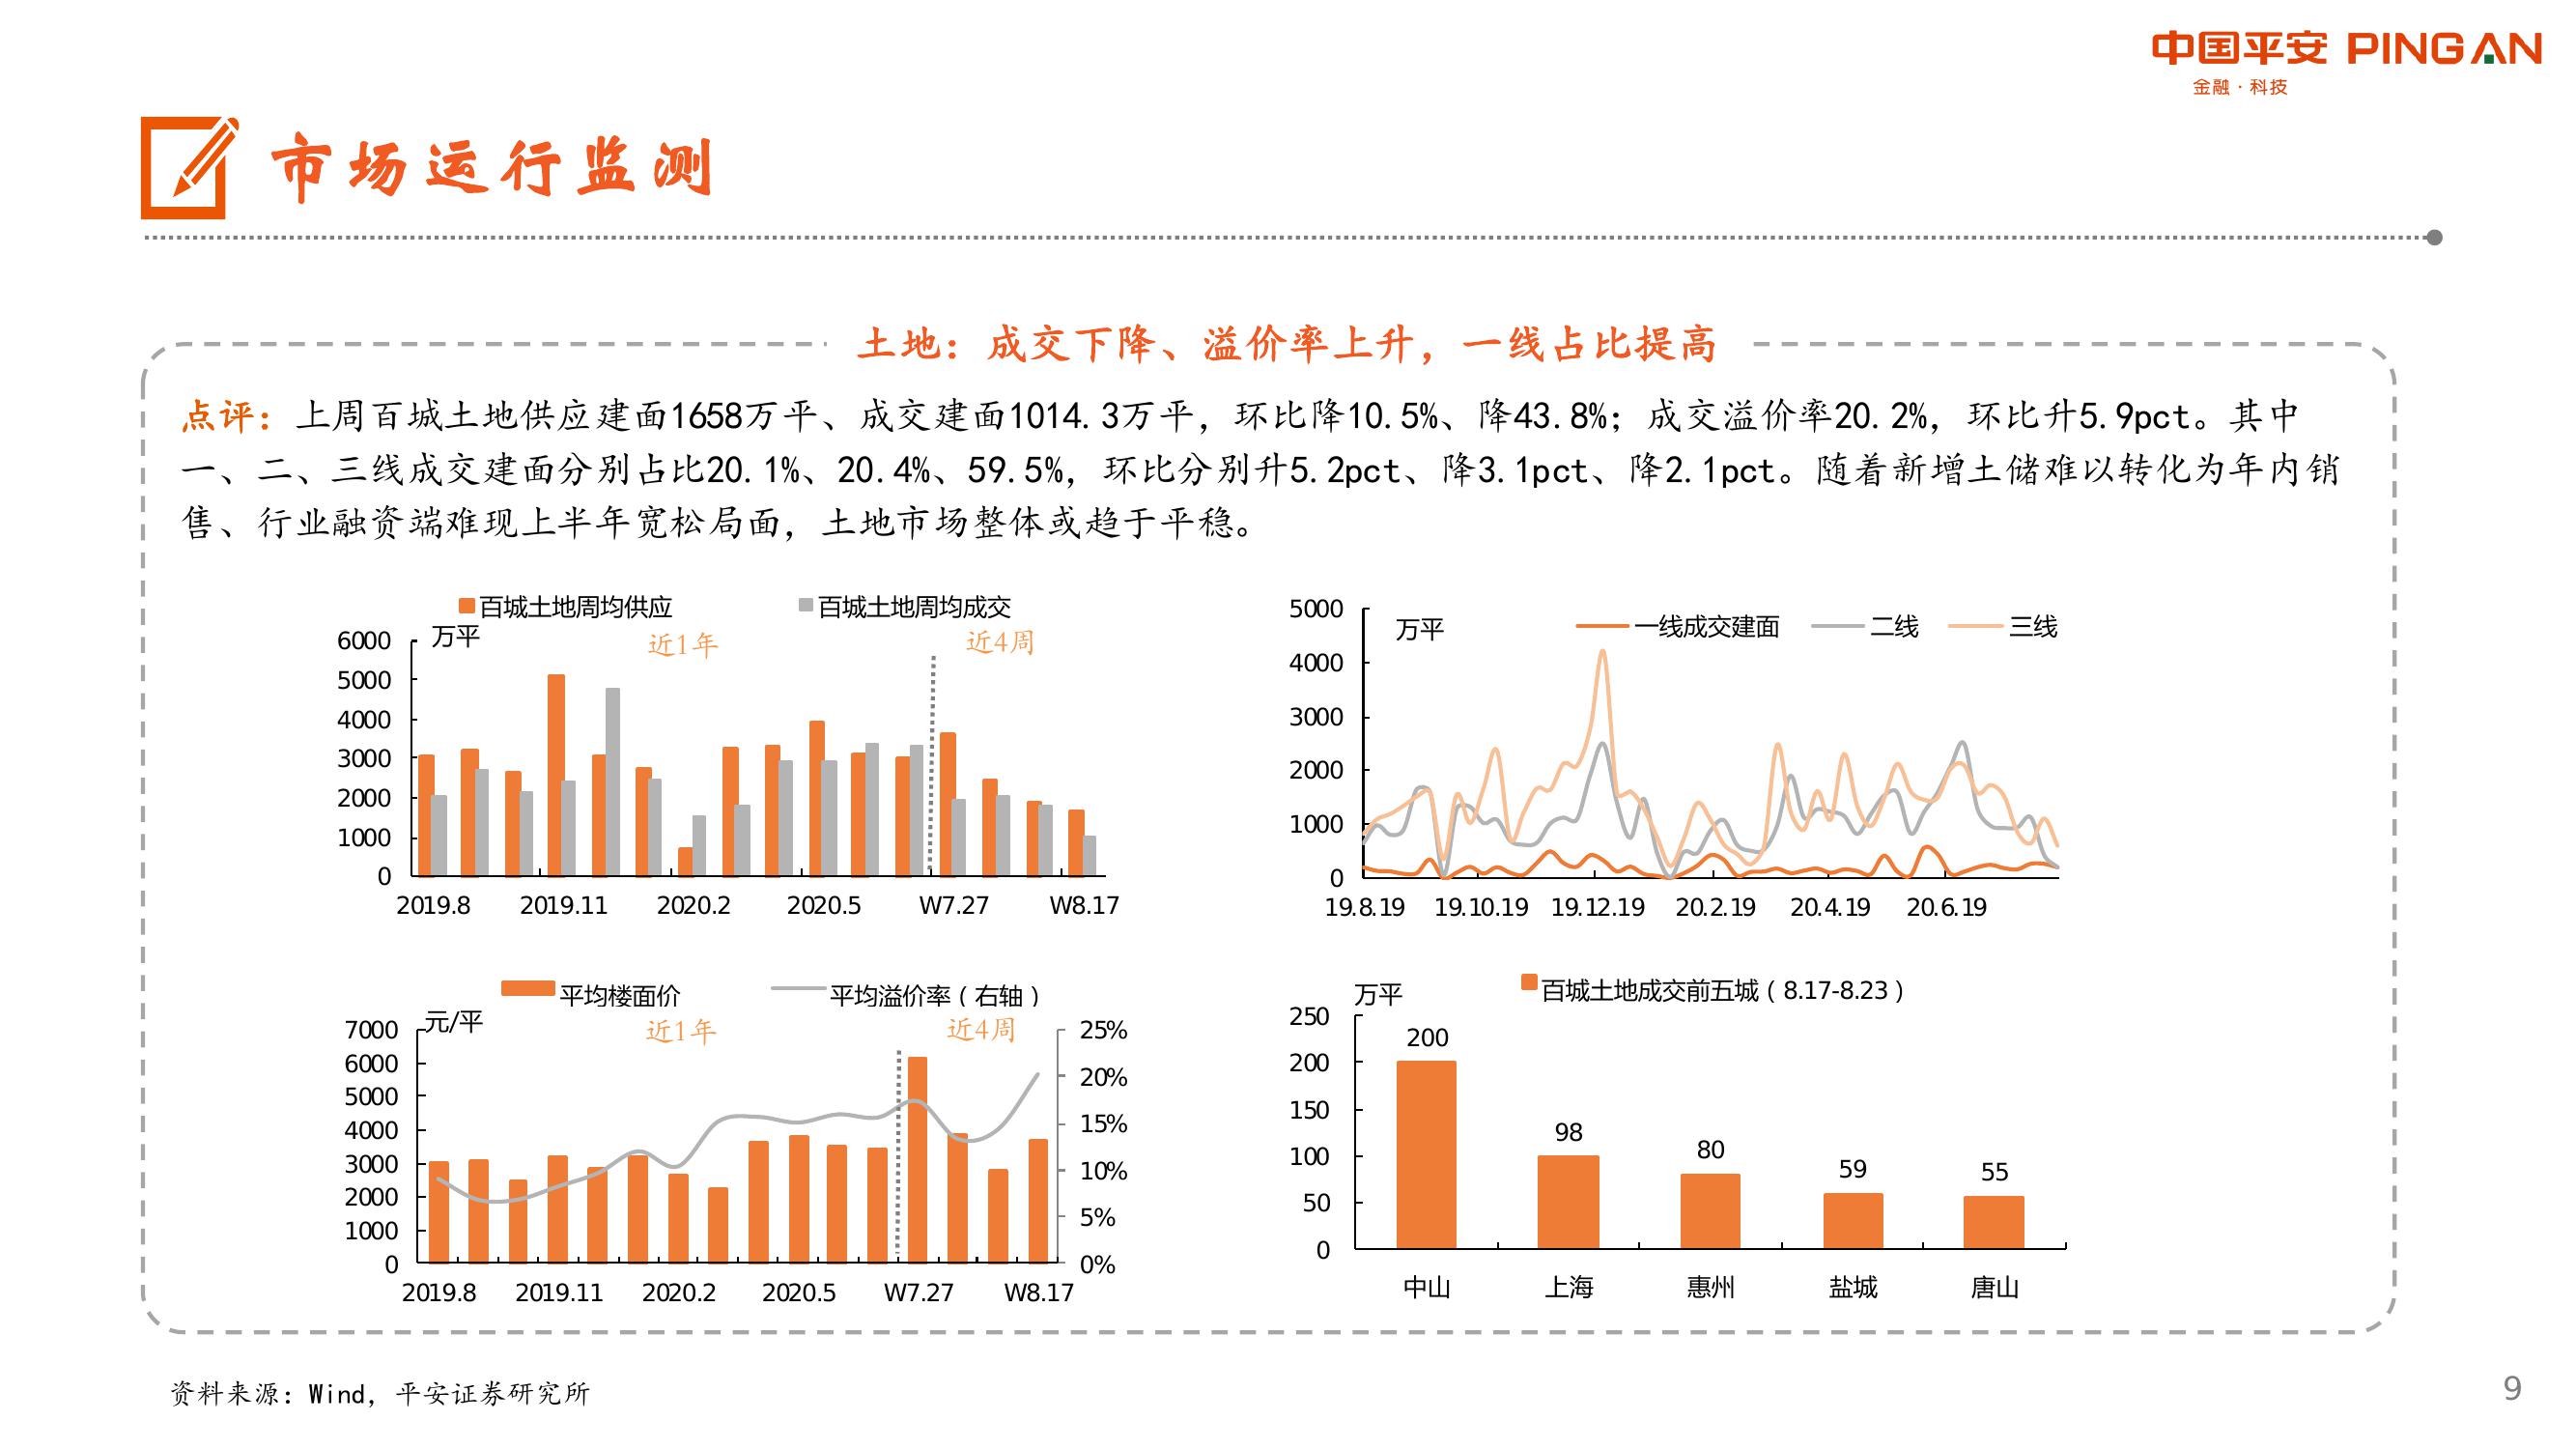 中国平安 PINGAN
金融·科技
市场运行监测
土地：成交下降、溢价率上升，一线占比提高
点评：上周百城土地供应建面1658万平、成交建面1014.3万平，环比降10.5%、降43.8%；成交溢价率20.2%，环比升5.9pct。其中
一、二、三线成交建面分别占比20.1%、20.4%、59.5%，环比分别升5.2pct、降3.1pct、降2.1pct。随着新增土储难以转化为年内销
售、行业融资端难现上半年宽松局面，土地市场整体或趋于平稳。
百城土地周均供应 百城土地周均成交
万平 近1年 近4周
6000
5000
4000
3000
2000
1000
0
2019.8 2019.11 2020.2 2020.5 W7.27 W8.17
万平 一线成交建面 二线 三线
5000
4000
3000
2000
1000
0
19.8.19 19.10.19 19.12.19 20.2.19 20.4.19 20.6.19
平均楼面价 平均溢价率（右轴）
元/平 近1年 近4周
7000
6000
5000
4000
3000
2000
1000
0
25%
20%
15%
10%
5%
0%
2019.8 2019.11 2020.2 2020.5 W7.27 W8.17
万平 百城土地成交前五城（8.17-8.23）
250
200
150
100
50
0
200 98 80 59 55
中山 上海 惠州 盐城 唐山
资料来源：Wind，平安证券研究所
9